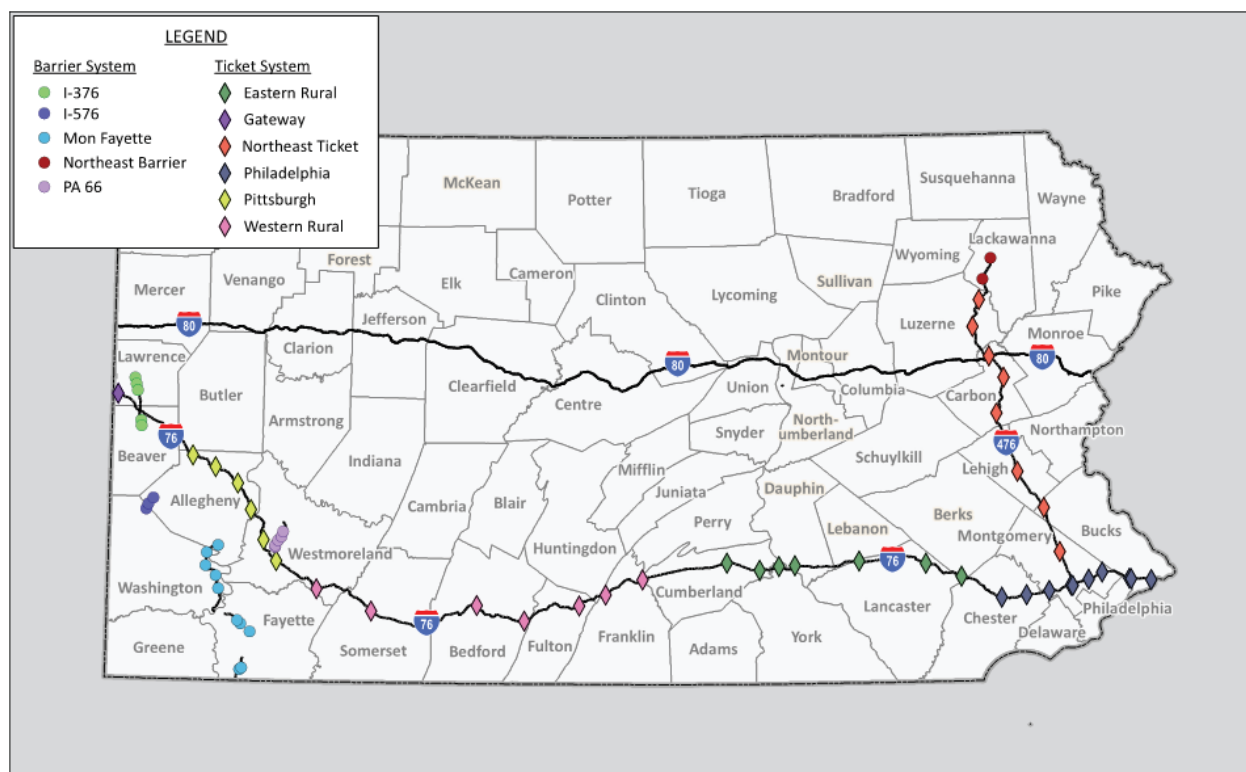 LEGEND
Barrier System
I-376
I-576
Mon Fayette
Northeast Barrier
PA 66
Ticket System
Eastern Rural
Gateway
Northeast Ticket
Philadelphia
Pittsburgh
Western Rural
McKean
Potter
Tioga
Bradford
Susquehanna
Wayne
Forest
Elk
Cameron
Clinton
Lycoming
Sullivan
Wyoming
Lackawanna
Pike
Mercer
Venango
Jefferson
Luzerne
Monroe
80
80
80
Lawrence
Clarion
Clearfield
Centre
Union
Montour
Columbia
Carbon
Butler
Armstrong
Snyder
North-
umberland
Northampton
76
476
Beaver
Indiana
Mifflin
Schuylkill
Lehigh
Allegheny
Cambria
Blair
Juniata
Dauphin
Perry
Lebanon
Berks
Montgomery
Bucks
Westmoreland
Huntingdon
76
Washington
Cumberland
Lancaster
Chester
Philadelphia
Fayette
76
Greene
Somerset
Bedford
Fulton
Franklin
Adams
York
Delaware